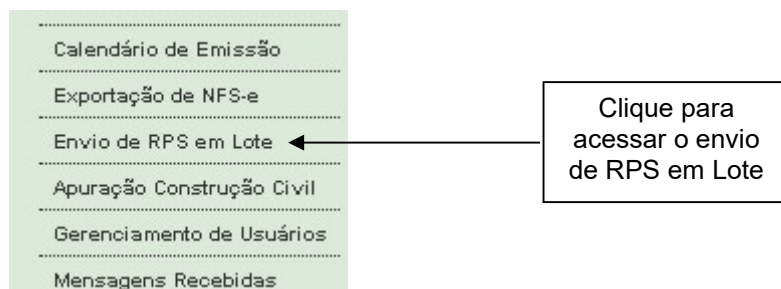 Calendário de Emissão
Exportação de NFS-e
Envio de RPS em Lote
Apuração Construção Civil
Gerenciamento de Usuários
Mensagens Recebidas
Clique para
acessar o envio
de RPS em Lote